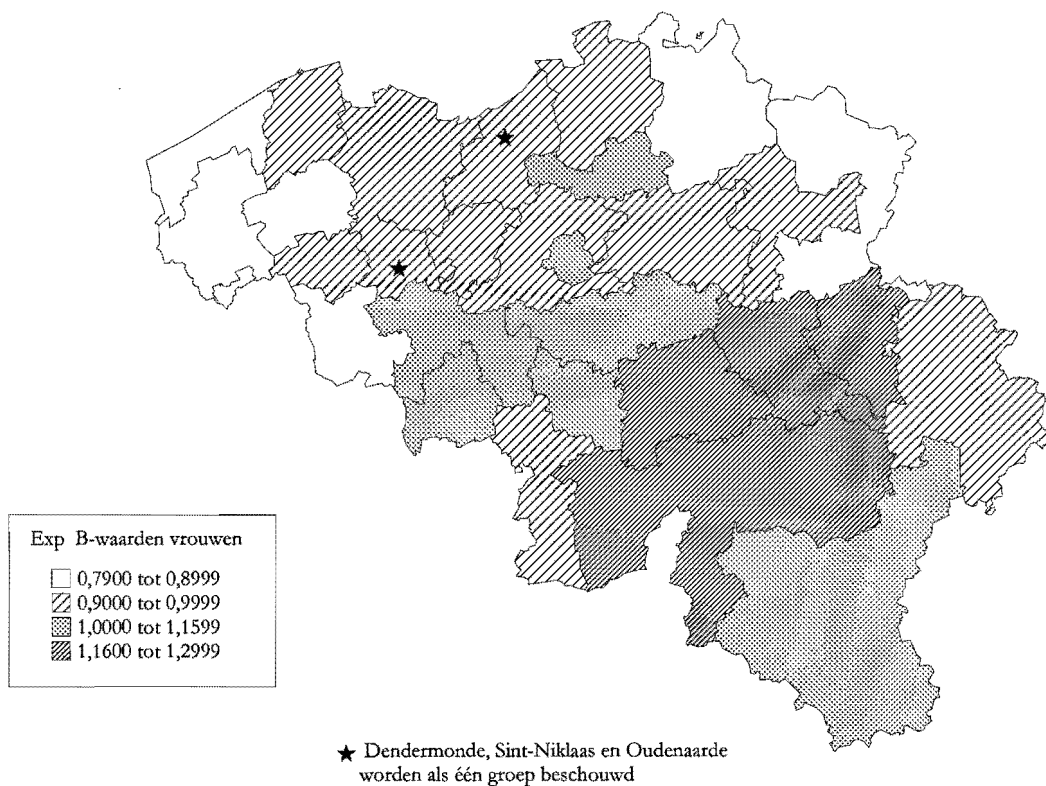 Exp B-waarden vrouwen
0,7900 tot 0,8999
0,9000 tot 0,9999
1,0000 tot 1,1599
1,1600 tot 1,2999
★ Dendermonde, Sint-Niklaas en Oudenaarde
worden als één groep beschouwd